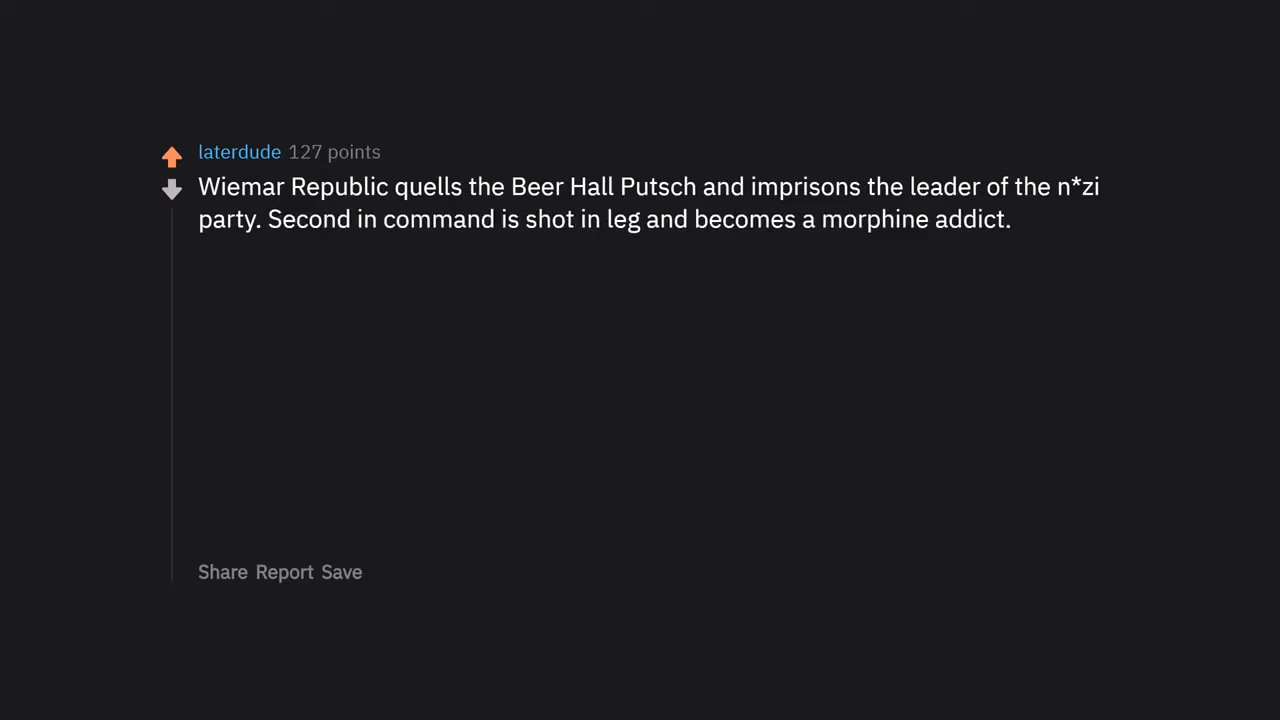 laterdude 127 points
Wiemar Republic quells the Beer Hall Putsch and imprisons the leader of the n*zi
party. Second in command is shot in leg and becomes a morphine addict.
Share Report Save